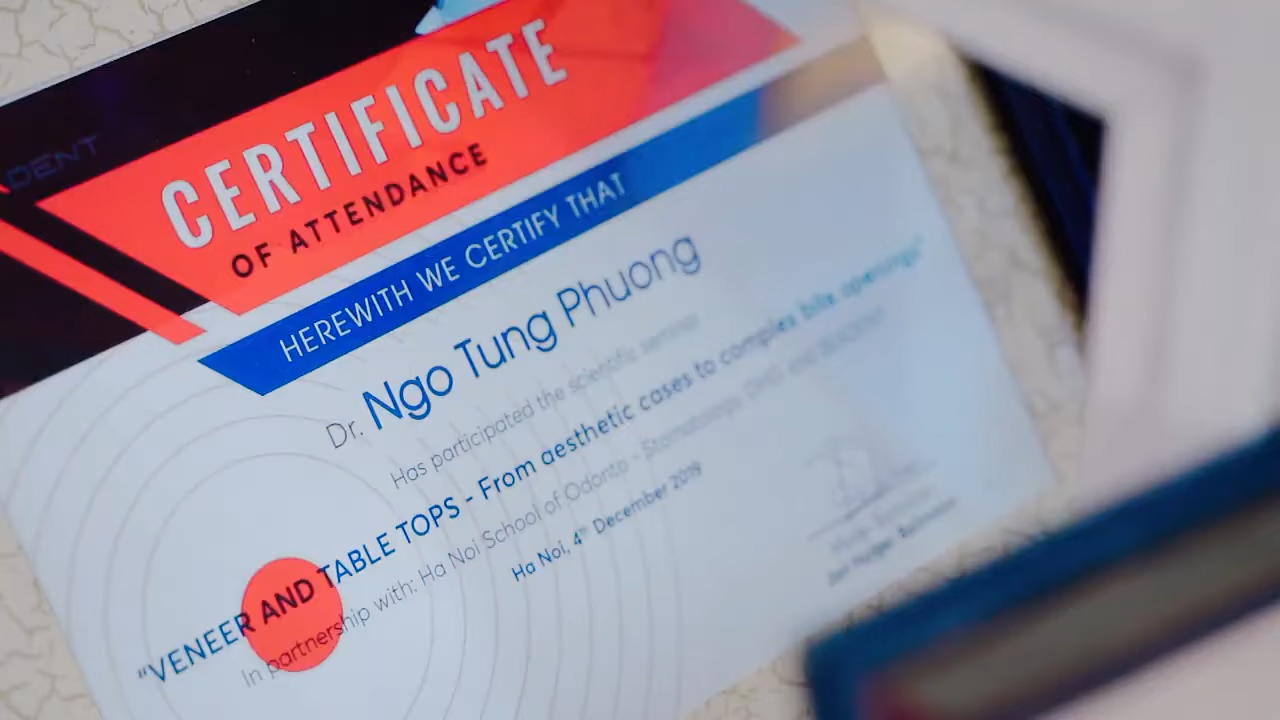 DENT
CERTIFICATE
OF ATTENDANCE
HEREWITH WE CERTIFY THAT
Dr. Ngo Tung Phuong
Has participated the scientific seminar
"VENEER AND TABLE TOPS - From aesthetic cases to complex bite openings"
In partnership with: Ha Noi School of Odonto - Stomatology
Ha Noi, 4th December 2019